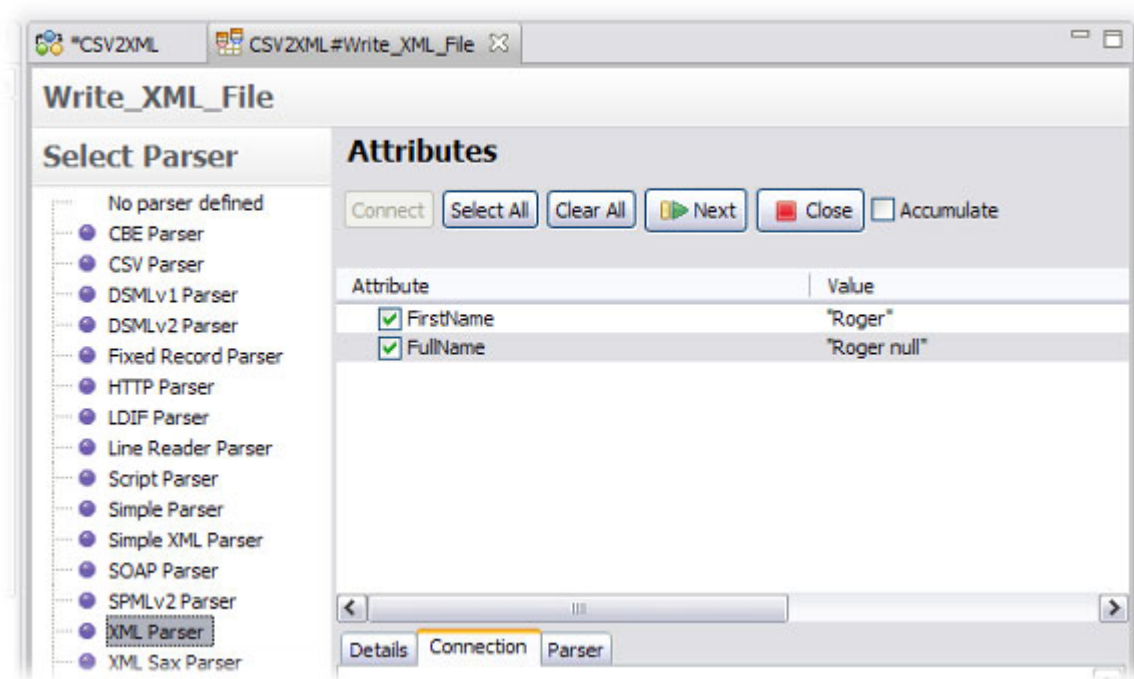 *CSV2XML CSV2XML#Write_XML_File
Write_XML_File
Select Parser
No parser defined
CBE Parser
CSV Parser
DSMLv1 Parser
DSMLv2 Parser
Fixed Record Parser
HTTP Parser
LDIF Parser
Line Reader Parser
Script Parser
Simple Parser
Simple XML Parser
SOAP Parser
SPMLv2 Parser
XML Parser
XML Sax Parser
Attributes
Connect Select All Clear All Next Close Accumulate
Attribute Value
FirstName "Roger"
FullName "Roger null"
Details Connection Parser